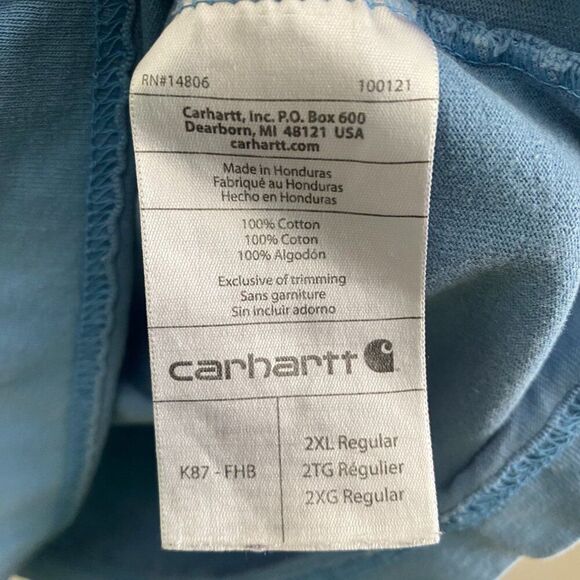 RN#14806 100121
Carhartt, Inc. P.O. Box 600
Dearborn, MI 48121 USA
carhartt.com
Made in Honduras
Fabriqué au Honduras
Hecho en Honduras
100% Cotton
100% Coton
100% Algodón
Exclusive of trimming
Sans garniture
Sin incluir adorno
carhartt
K87 - FHB
2XL Regular
2TG Régulier
2XG Regular